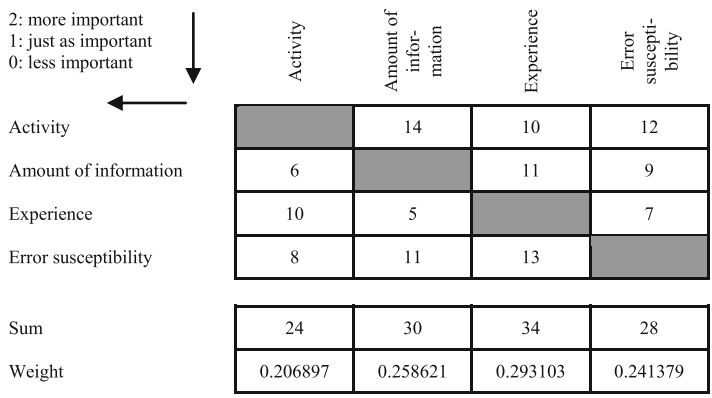 2: more important
1: just as important
0: less important
Activity
Amount of
infor-
mation
Experience
Error
suscepti-
bility
Activity 14 10 12
Amount of information 6 11 9
Experience 10 5 7
Error susceptibility 8 11 13
Sum 24 30 34 28
Weight 0.206897 0.258621 0.293103 0.241379